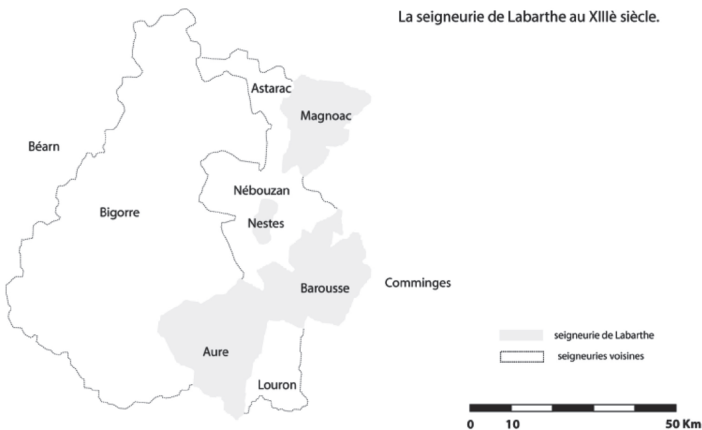 La seigneurie de Labarthe au XIIIè siècle.
Astarac
Magnoac
Béarn
Nébouzan
Bigorre
Nestes
Comminges
Barousse
seigneurie de Labarthe
Aure
seigneuries voisines
Louron
0 10 50 Km